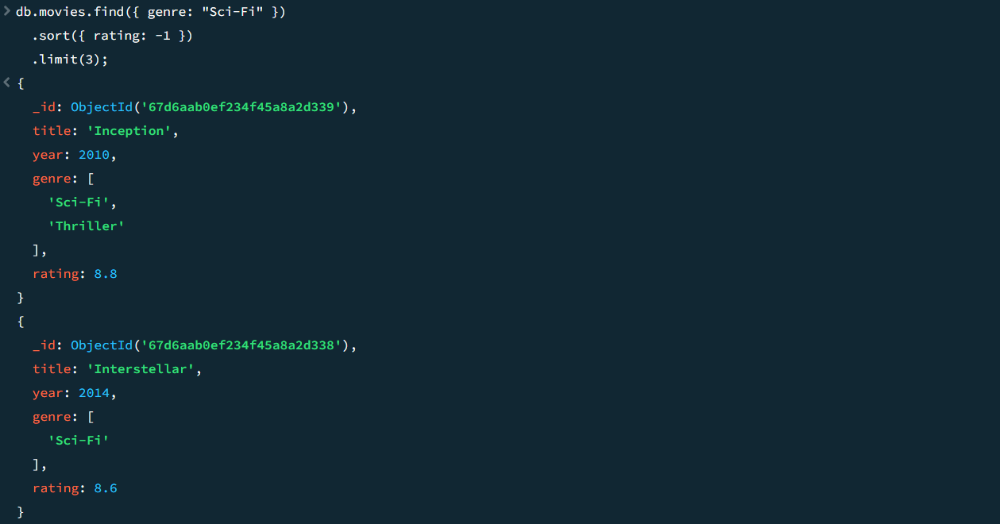 > db.movies.find({ genre: "Sci-Fi" })
.sort({ rating: -1 })
.limit(3);
< {
_id: ObjectId('67d6aab0ef234f45a8a2d339'),
title: 'Inception',
year: 2010,
genre: [
'Sci-Fi',
'Thriller'
],
rating: 8.8
}
{
_id: ObjectId('67d6aab0ef234f45a8a2d338'),
title: 'Interstellar',
year: 2014,
genre: [
'Sci-Fi'
],
rating: 8.6
}